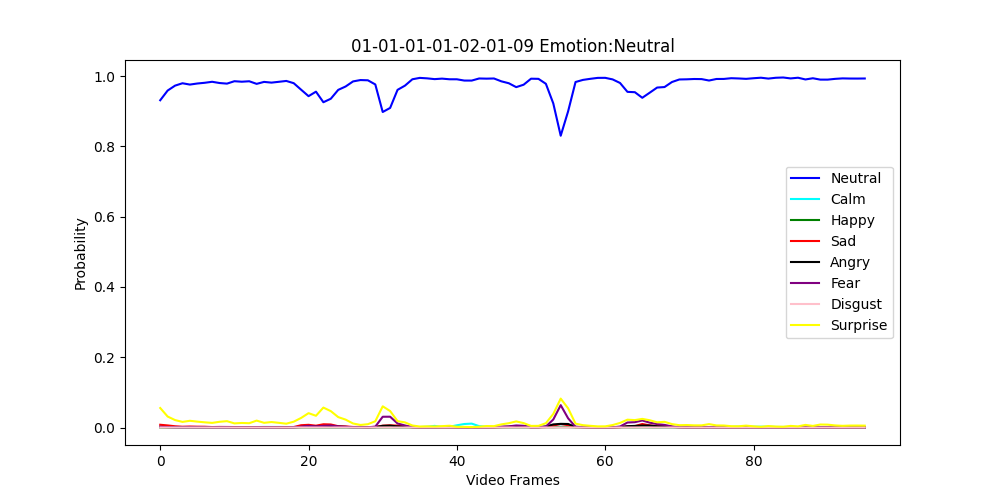 01-01-01-01-02-01-09 Emotion:Neutral
1.0
0.8
0.6
0.4
0.2
0.0
Probability
0
20
40
60
80
Video Frames
Neutral
Calm
Happy
Sad
Angry
Fear
Disgust
Surprise